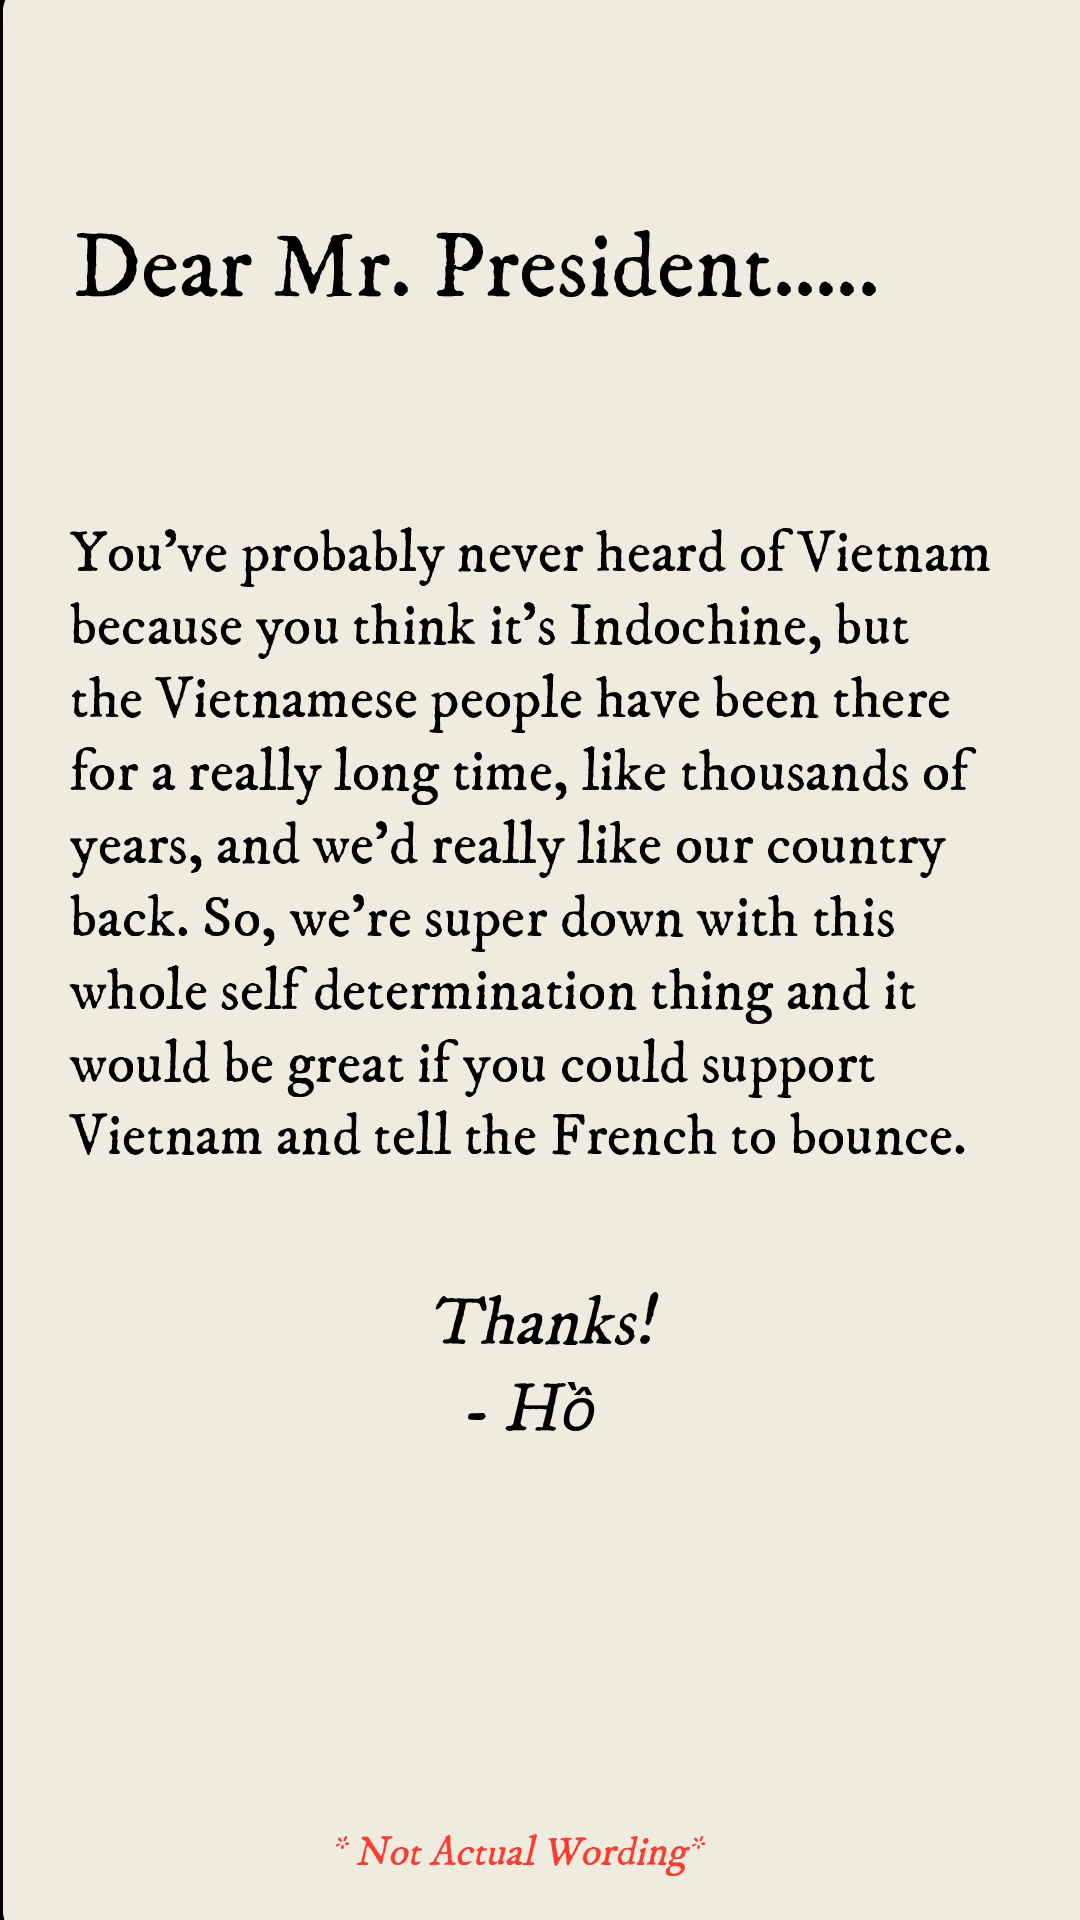 Dear Mr. President.....
You've probably never heard of Vietnam
because you think it's Indochine, but
the Vietnamese people have been there
for a really long time, like thousands of
years, and we'd really like our country
back. So, we're super down with this
whole self determination thing and it
would be great if you could support
Vietnam and tell the French to bounce.
Thanks!
- Hồ
* Not Actual Wording*